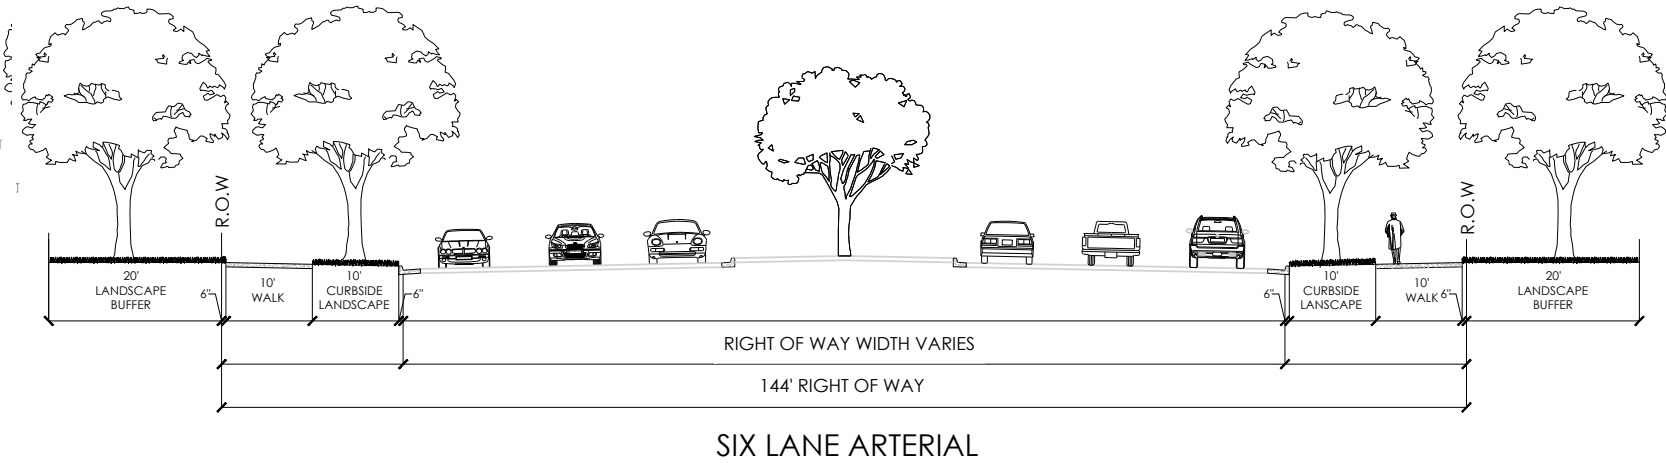 R.O.W
R.O.W
20'
LANDSCAPE
BUFFER
6"
10'
WALK
10'
CURBSIDE
LANDSCAPE
6"
6"
10'
CURBSIDE
LANSCAPE
10'
WALK
6"
20'
LANDSCAPE
BUFFER
RIGHT OF WAY WIDTH VARIES
144' RIGHT OF WAY
SIX LANE ARTERIAL